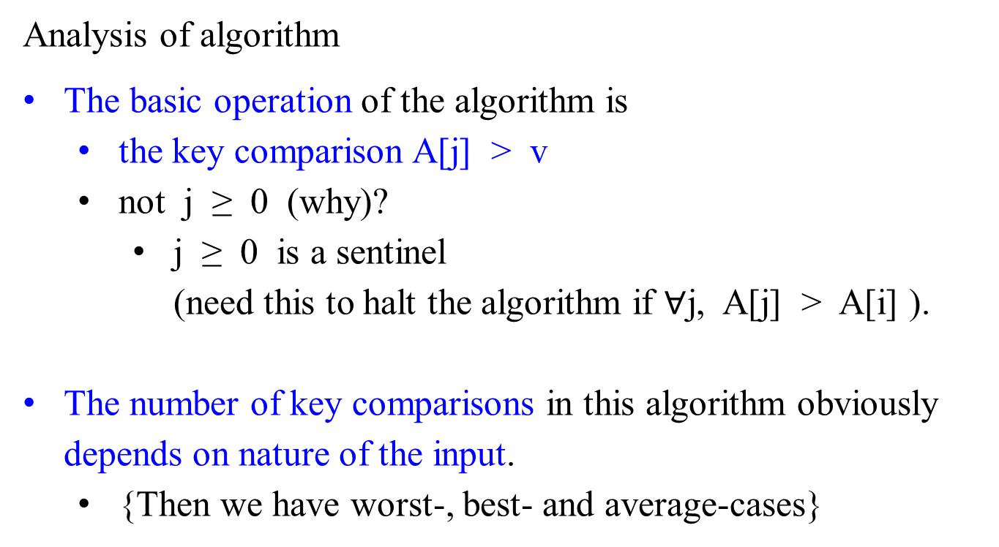 Analysis of algorithm
• The basic operation of the algorithm is
• the key comparison A[j] > v
• not j ≥ 0 (why)?
• j ≥ 0 is a sentinel
(need this to halt the algorithm if ∀j, A[j] > A[i] ).
• The number of key comparisons in this algorithm obviously
depends on nature of the input.
• {Then we have worst-, best- and average-cases}